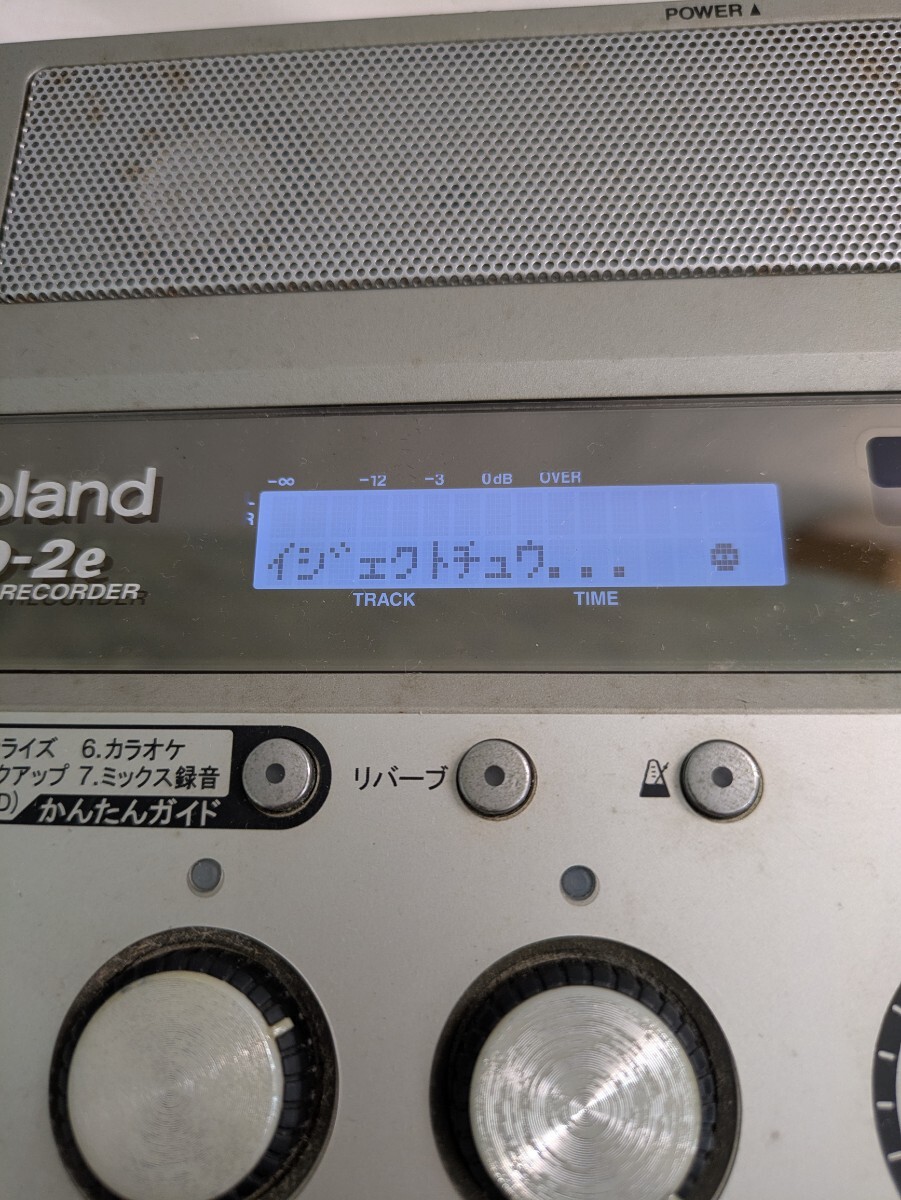 POWER ▲
-∞ -12 -3 0dB OVER
oland
-2e
RECORDER
イジェクトチュウ...
TRACK TIME
ライズ 6.カラオケ
クアップ 7.ミックス録音
D) かんたんガイド
リバーブ